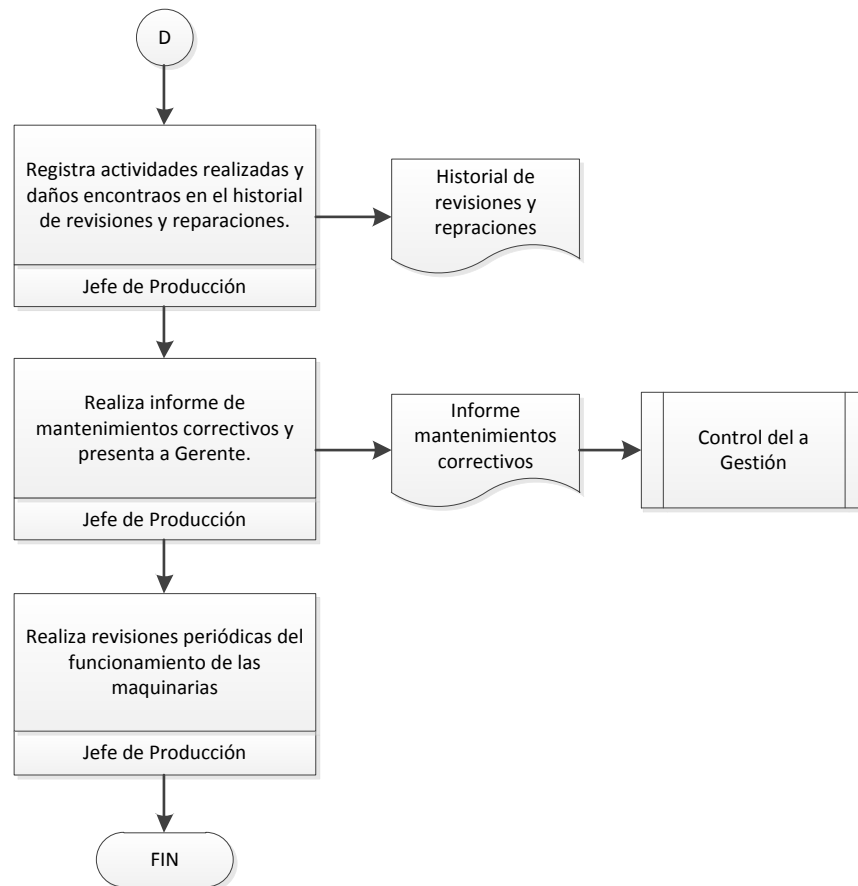 D
Registra actividades realizadas y
daños encontraos en el historial
de revisiones y reparaciones.
Jefe de Producción
Historial de
revisiones y
repraciones
Realiza informe de
mantenimientos correctivos y
presenta a Gerente.
Jefe de Producción
Informe
mantenimientos
correctivos
Control del a
Gestión
Realiza revisiones periódicas del
funcionamiento de las
maquinarias
Jefe de Producción
FIN